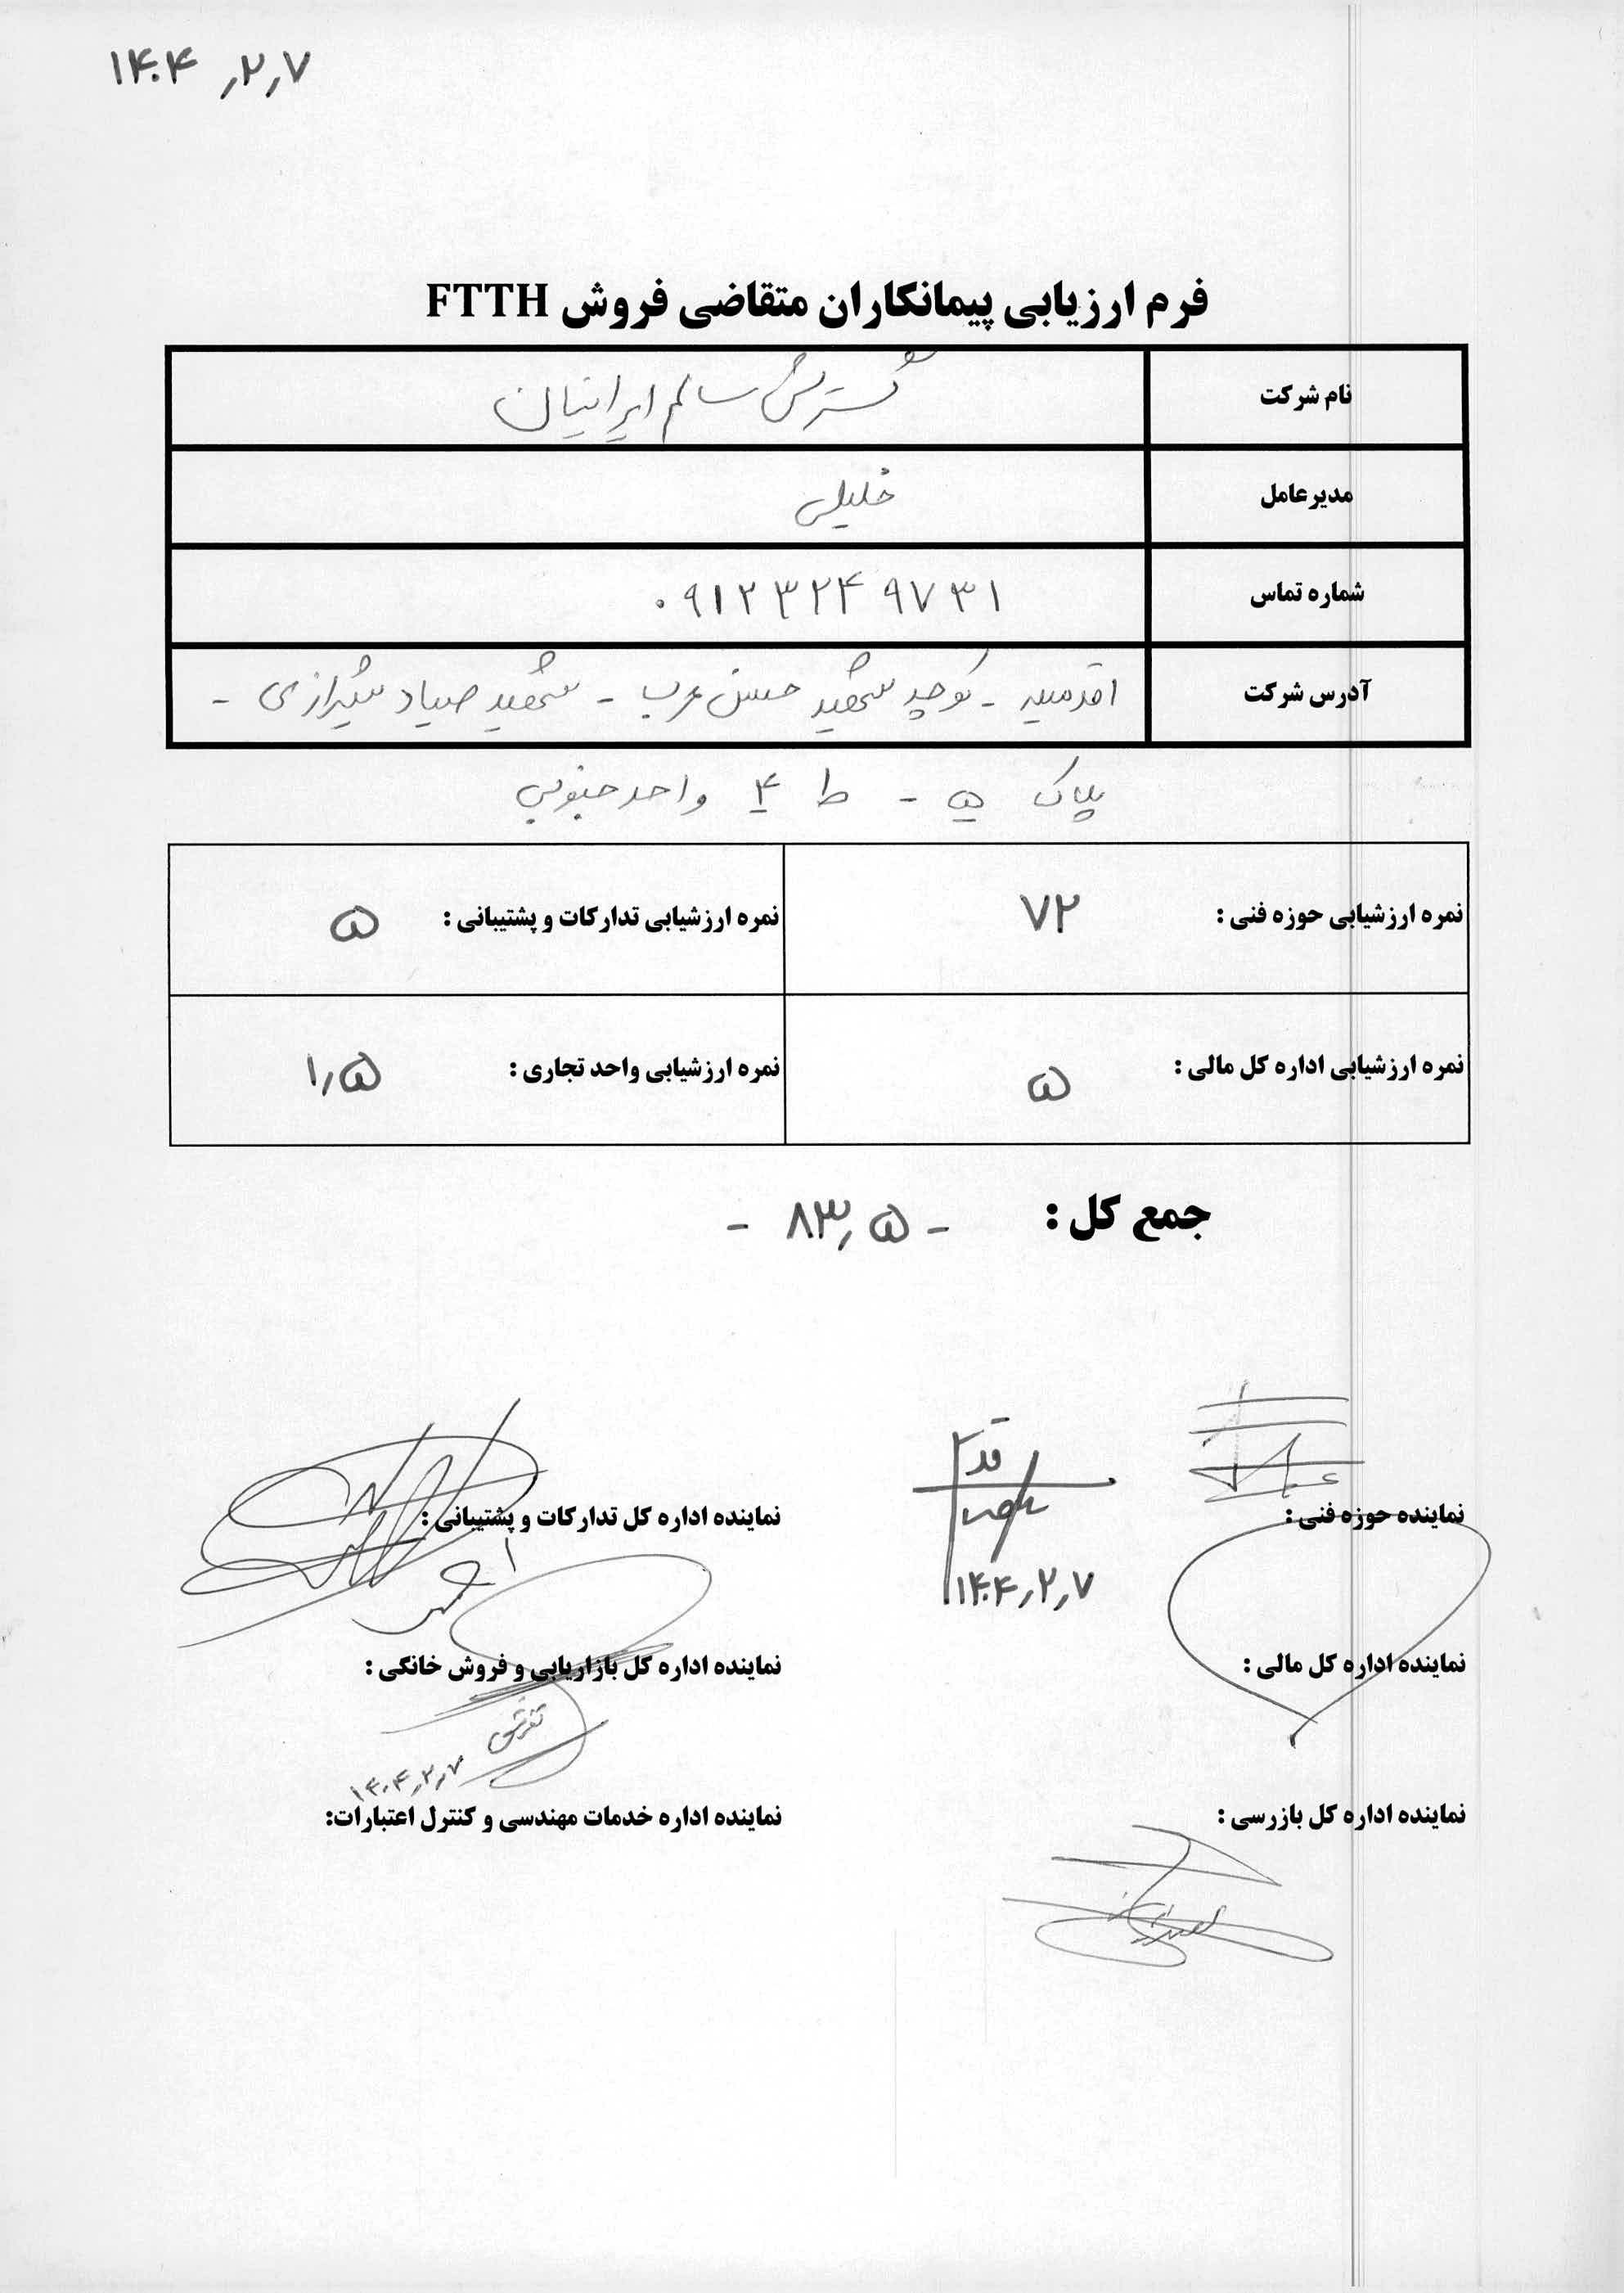 ۱۴۰۴٫۲٫۷
فرم ارزیابی پیمانکاران متقاضی فروش FTTH
نام شرکت گسترش سالم ایرانیان
مدیرعامل خلیلی
شماره تماس ۰۹۱۲۳۲۴۹۷۳۱
آدرس شرکت اقدسیه - کوچه شهید حسن عرب - شهید صیاد شیرازی -
پلاک ۵ - ط ۴ واحد جنوبی
نمره ارزشیابی حوزه فنی : ۷۲ نمره ارزشیابی تدارکات و پشتیبانی : ۵
نمره ارزشیابی اداره کل مالی : ۵ نمره ارزشیابی واحد تجاری : ۱٫۵
جمع کل : - ۸۳٫۵ -
نماینده حوزه فنی : نماینده اداره کل تدارکات و پشتیبانی :
۱۴۰۴٫۲٫۷
نماینده اداره کل مالی : نماینده اداره کل بازاریابی و فروش خانگی :
تفرشی
۱۴۰۴٫۲٫۷
نماینده اداره کل بازرسی : نماینده اداره خدمات مهندسی و کنترل اعتبارات: